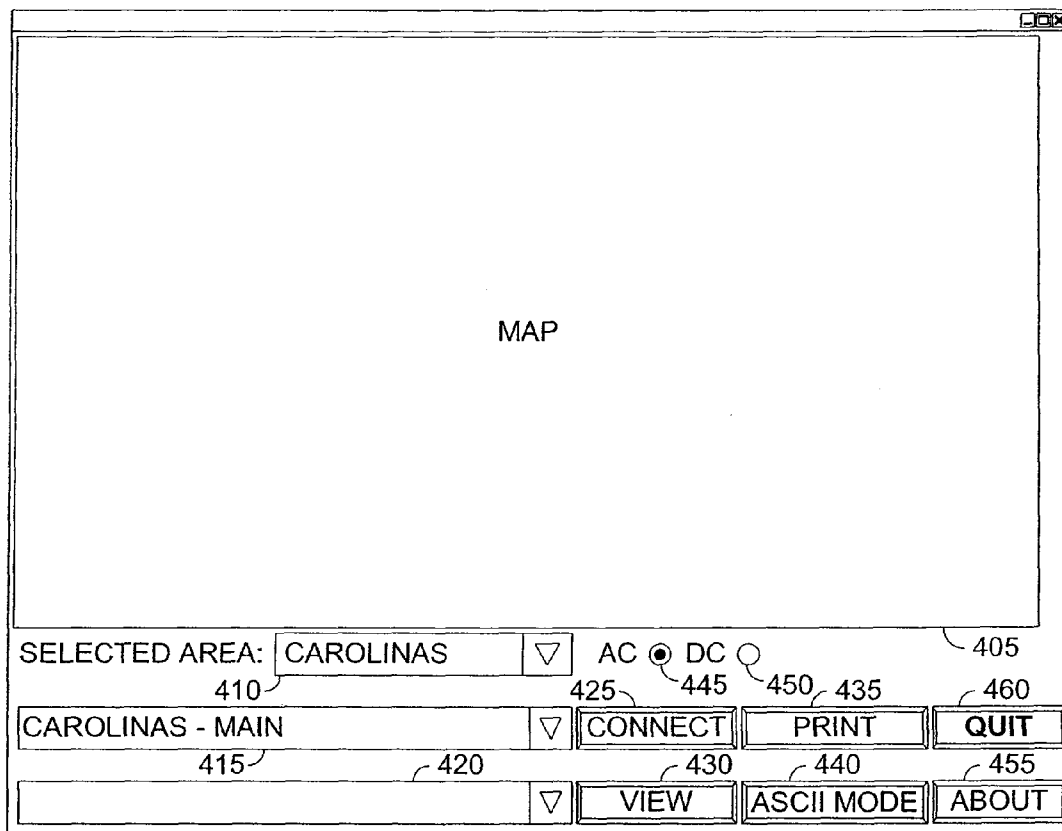 MAP
405
SELECTED AREA: CAROLINAS AC DC
410 445 450
425 435 460
CAROLINAS - MAIN CONNECT PRINT QUIT
415 420 430 440 455
VIEW ASCII MODE ABOUT